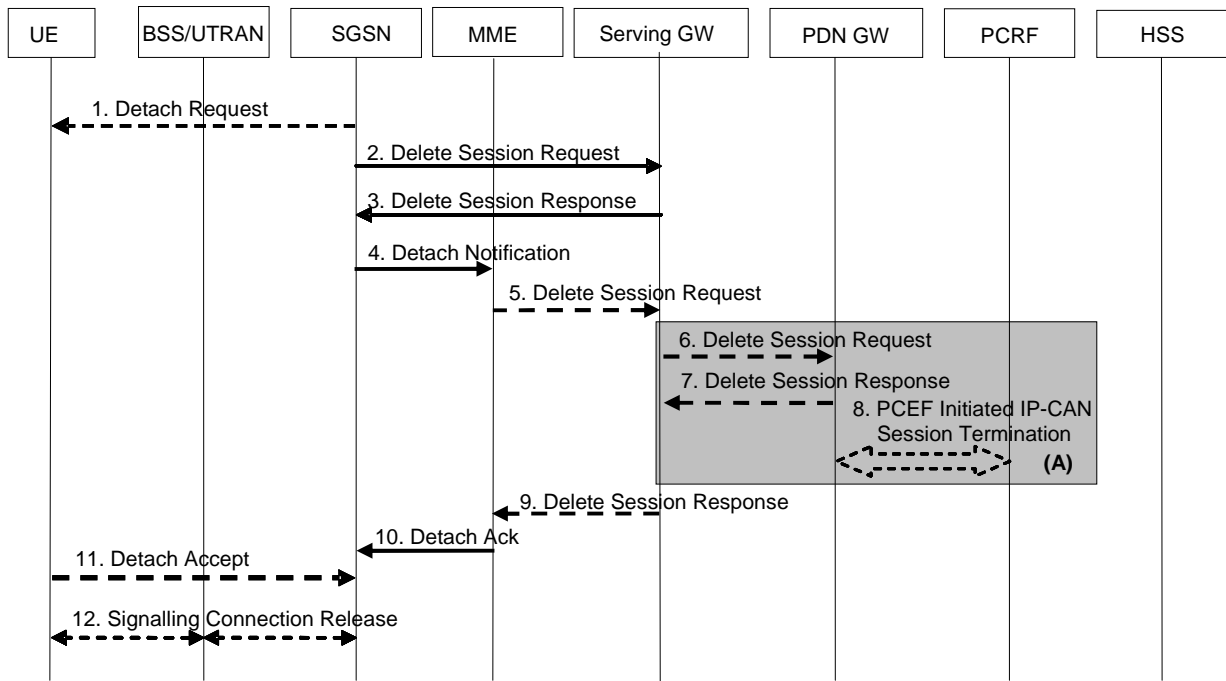 UE
BSS/UTRAN
SGSN
MME
Serving GW
PDN GW
PCRF
HSS
1. Detach Request
2. Delete Session Request
3. Delete Session Response
4. Detach Notification
5. Delete Session Request
6. Delete Session Request
7. Delete Session Response
8. PCEF Initiated IP-CAN
Session Termination
(A)
9. Delete Session Response
10. Detach Ack
11. Detach Accept
12. Signalling Connection Release